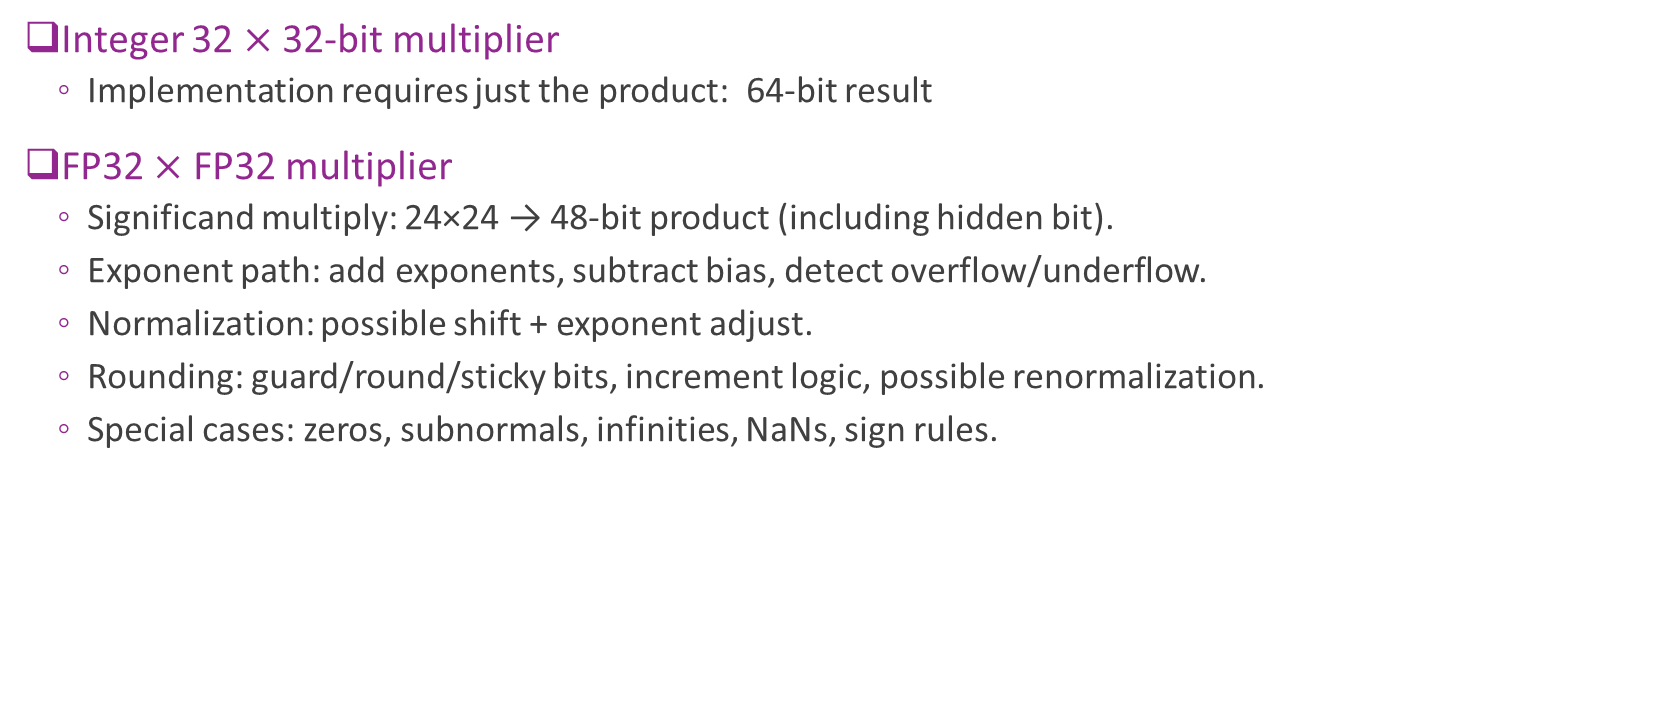 ❑Integer 32 × 32-bit multiplier
◦ Implementation requires just the product: 64-bit result
❑FP32 × FP32 multiplier
◦ Significand multiply: 24×24 → 48-bit product (including hidden bit).
◦ Exponent path: add exponents, subtract bias, detect overflow/underflow.
◦ Normalization: possible shift + exponent adjust.
◦ Rounding: guard/round/sticky bits, increment logic, possible renormalization.
◦ Special cases: zeros, subnormals, infinities, NaNs, sign rules.